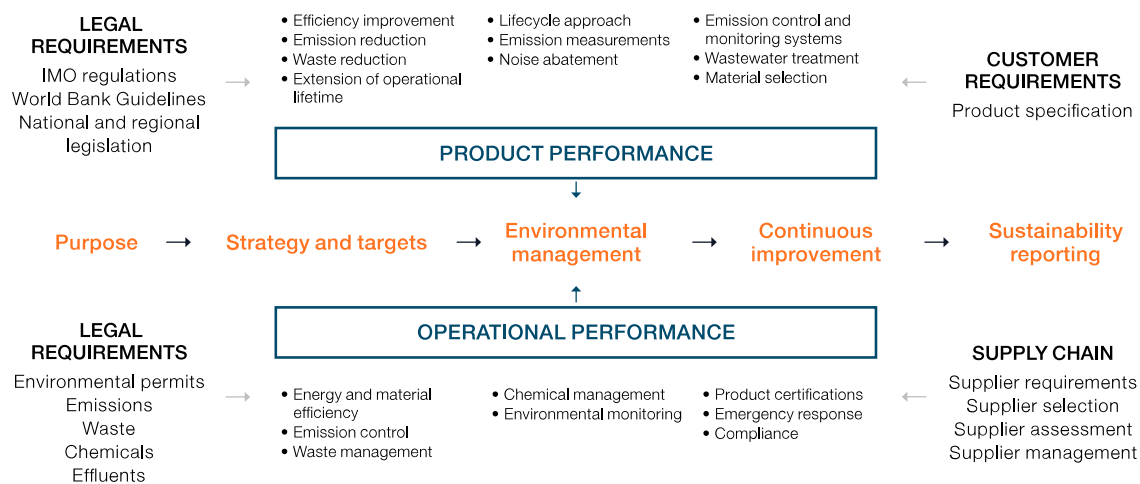 LEGAL
REQUIREMENTS
IMO regulations
World Bank Guidelines
National and regional
legislation
• Efficiency improvement
• Emission reduction
• Waste reduction
• Extension of operational
lifetime
• Lifecycle approach
• Emission measurements
• Noise abatement
• Emission control and
monitoring systems
• Wastewater treatment
• Material selection
CUSTOMER
REQUIREMENTS
Product specification
PRODUCT PERFORMANCE
Purpose → Strategy and targets → Environmental management → Continuous improvement → Sustainability reporting
OPERATIONAL PERFORMANCE
LEGAL
REQUIREMENTS
Environmental permits
Emissions
Waste
Chemicals
Effluents
• Energy and material
efficiency
• Emission control
• Waste management
• Chemical management
• Environmental monitoring
• Product certifications
• Emergency response
• Compliance
SUPPLY CHAIN
Supplier requirements
Supplier selection
Supplier assessment
Supplier management